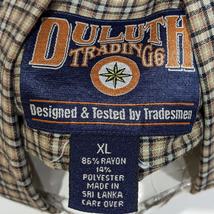 DULUTH
TRADING Co
Designed & Tested by Tradesmen
XL
86% RAYON
14%
POLYESTER
MADE IN
SRI LANKA
CARE OVER